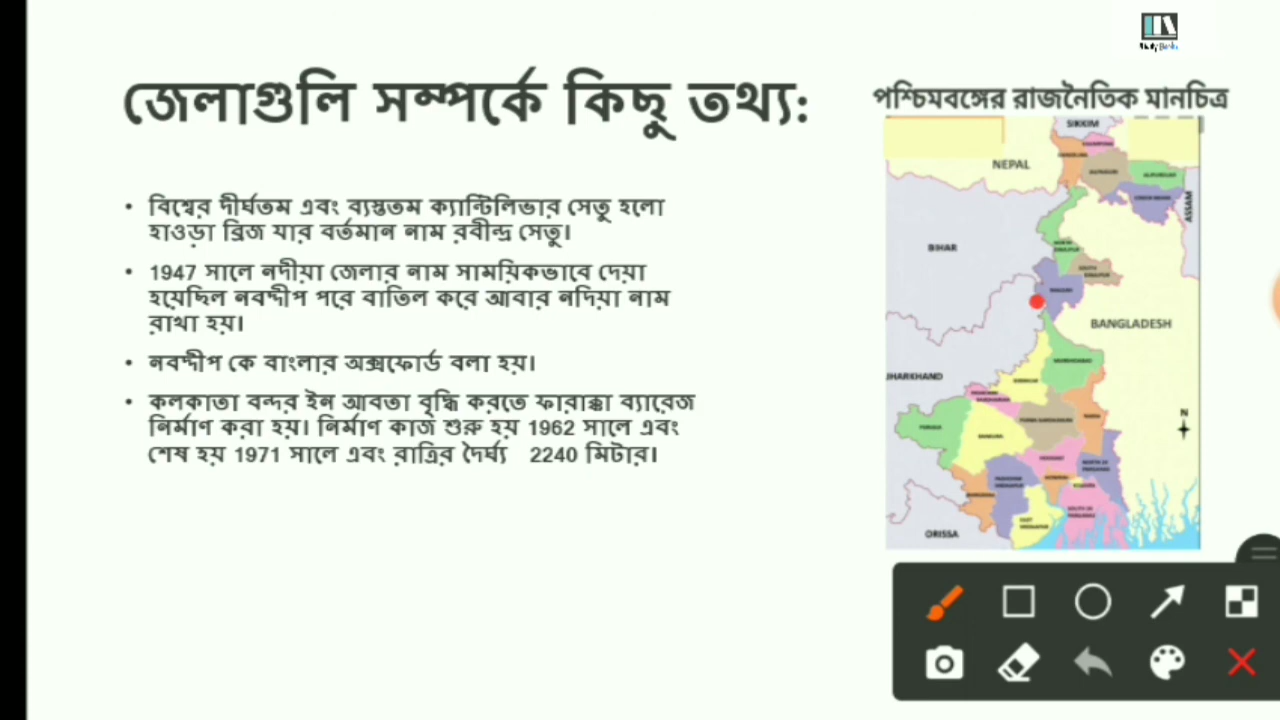 জেলাগুলি সম্পর্কে কিছু তথ্য:
পশ্চিমবঙ্গের রাজনৈতিক মানচিত্র
• বিশ্বের দীর্ঘতম এবং ব্যস্ততম ক্যান্টিলিভার সেতু হলো
হাওড়া ব্রিজ যার বর্তমান নাম রবীন্দ্র সেতু।
• 1947 সালে নদীয়া জেলার নাম সাময়িকভাবে দেয়া
হয়েছিল নবদ্দীপ পরে বাতিল করে আবার নদিয়া নাম
রাখা হয়।
• নবদ্দীপ কে বাংলার অক্সফোর্ড বলা হয়।
• কলকাতা বন্দর ইন আবতা বৃদ্ধি করতে ফারাক্কা ব্যারেজ
নির্মাণ করা হয়। নির্মাণ কাজ শুরু হয় 1962 সালে এবং
শেষ হয় 1971 সালে এবং রাত্রির দৈর্ঘ্য 2240 মিটার।
SIKKIM
NEPAL
ASSAM
BIHAR
BANGLADESH
JHARKHAND
N
ORISSA